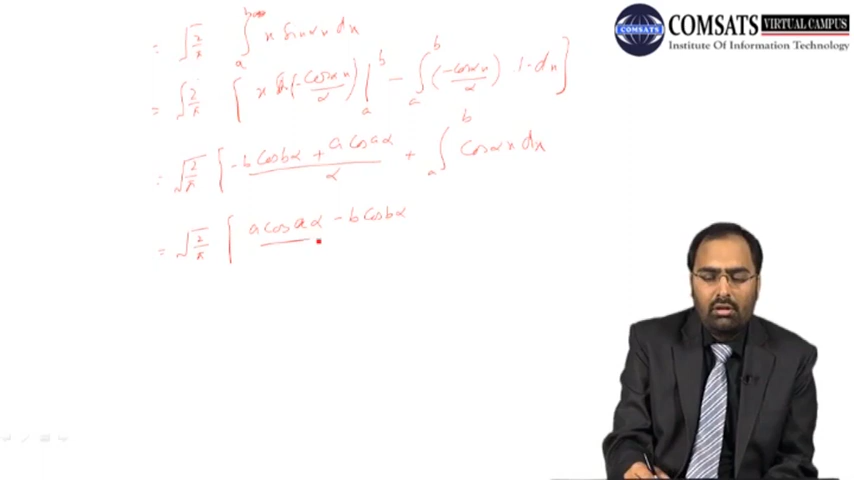 COMSATS VIRTUAL CAMPUS
Institute Of Information Technology
= √(2/π) ∫ₐᵇ x Sin αx dx
= √(2/π) [ x (-cos αx / α) |ₐᵇ - ∫ₐᵇ (-cos αx / α) 1·dx ]
= √(2/π) [ (-b cos bα + a cos aα) / α + ∫ₐᵇ cos αx dx
= √(2/π) [ a cos aα - b cos bα